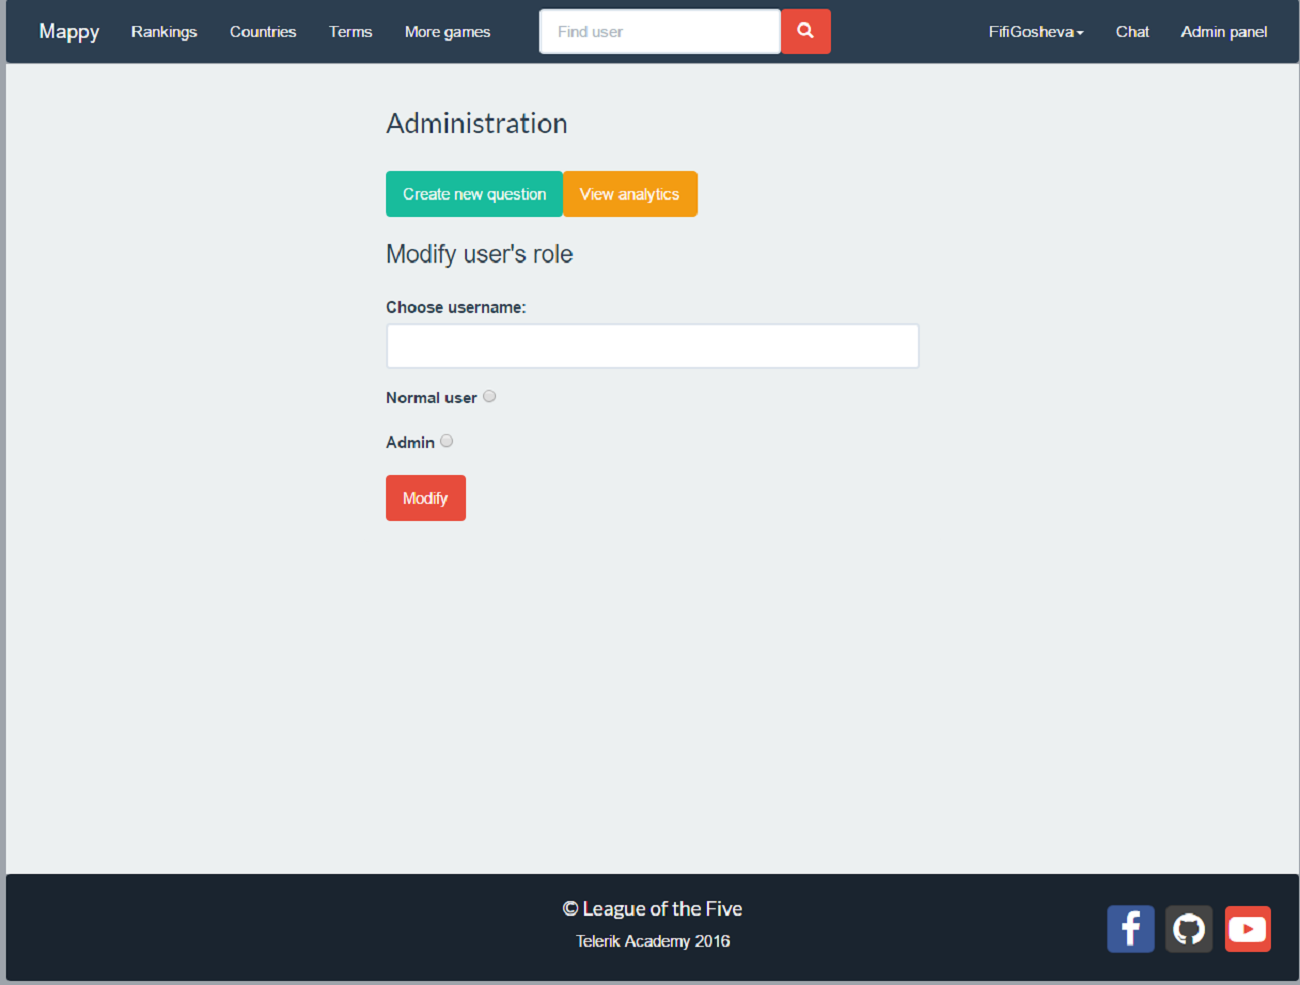 Mappy Rankings Countries Terms More games Find user FifiGosheva Chat Admin panel
Administration
Create new question View analytics
Modify user's role
Choose username:
Normal user
Admin
Modify
© League of the Five
Telerik Academy 2016